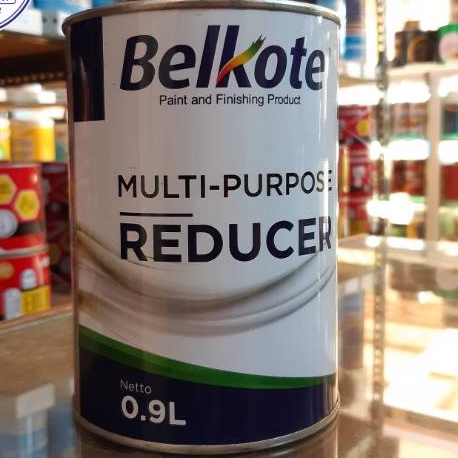 Belkote
Paint and Finishing Product
MULTI-PURPOSE
REDUCER
Netto
0.9L